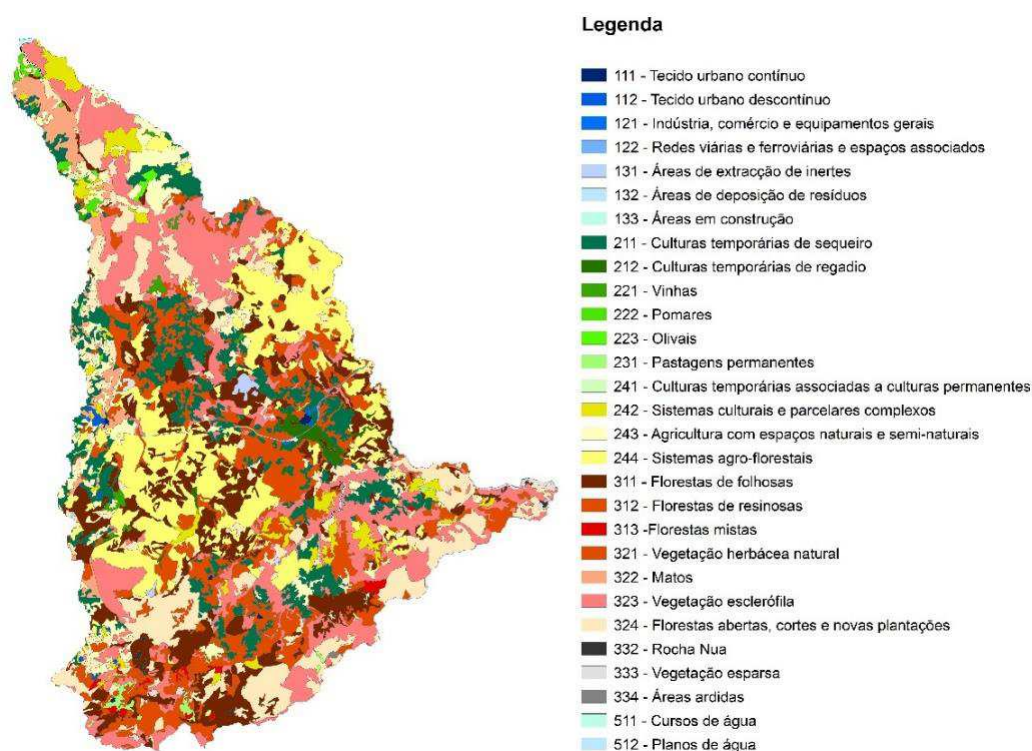 Legenda
111 - Tecido urbano contínuo
112 - Tecido urbano descontínuo
121 - Indústria, comércio e equipamentos gerais
122 - Redes viárias e ferroviárias e espaços associados
131 - Áreas de extracção de inertes
132 - Áreas de deposição de resíduos
133 - Áreas em construção
211 - Culturas temporárias de sequeiro
212 - Culturas temporárias de regadio
221 - Vinhas
222 - Pomares
223 - Olivais
231 - Pastagens permanentes
241 - Culturas temporárias associadas a culturas permanentes
242 - Sistemas culturais e parcelares complexos
243 - Agricultura com espaços naturais e semi-naturais
244 - Sistemas agro-florestais
311 - Florestas de folhosas
312 - Florestas de resinosas
313 -Florestas mistas
321 - Vegetação herbácea natural
322 - Matos
323 - Vegetação esclerófila
324 - Florestas abertas, cortes e novas plantações
332 - Rocha Nua
333 - Vegetação esparsa
334 - Áreas ardidas
511 - Cursos de água
512 - Planos de água